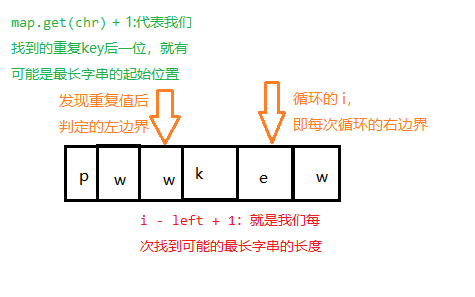 map.get(chr) + 1:代表我们
找到的重复key后一位，就有
可能是最长字串的起始位置
发现重复值后
判定的左边界
循环的 i,
即每次循环的右边界
p w w k e w
i - left + 1: 就是我们每
次找到可能的最长字串的长度